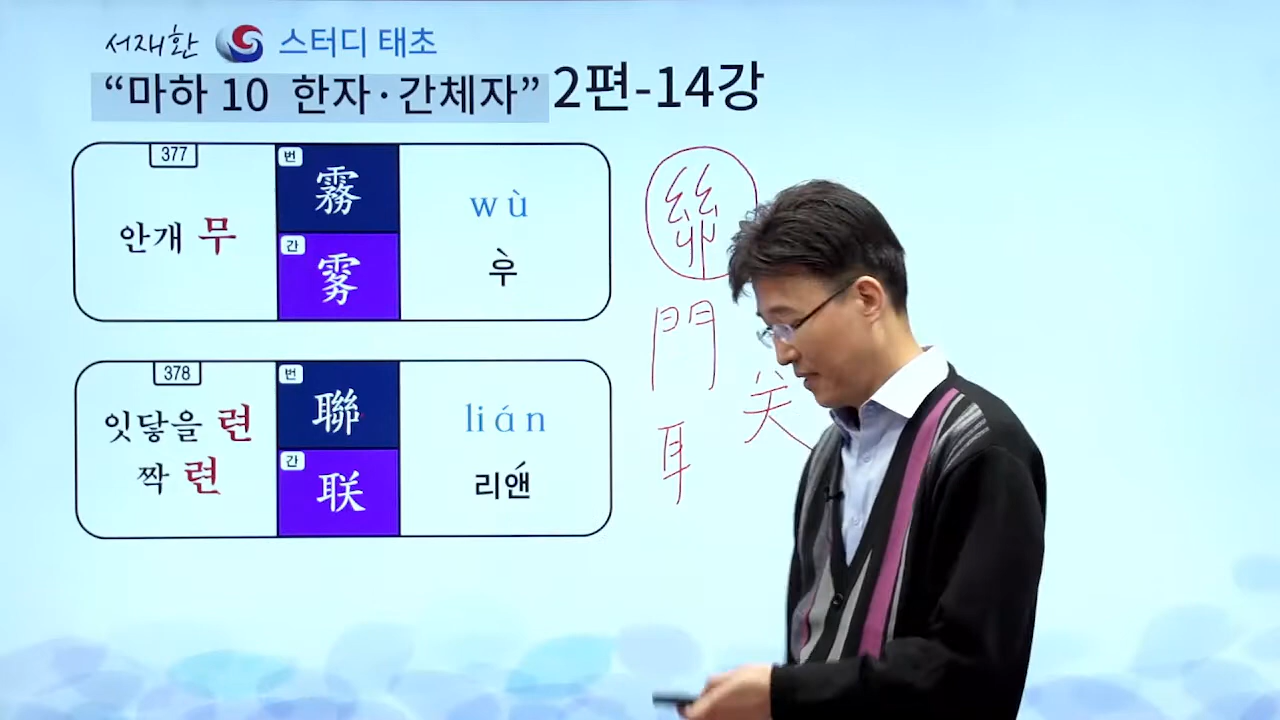 서재환 스터디 태초
“마하 10 한자·간체자” 2편-14강
377
안개 무
번
霧
간
雾
wù
우
378
잇닿을 련
짝 련
번
聯
간
联
lián
리앤
門
关
耳